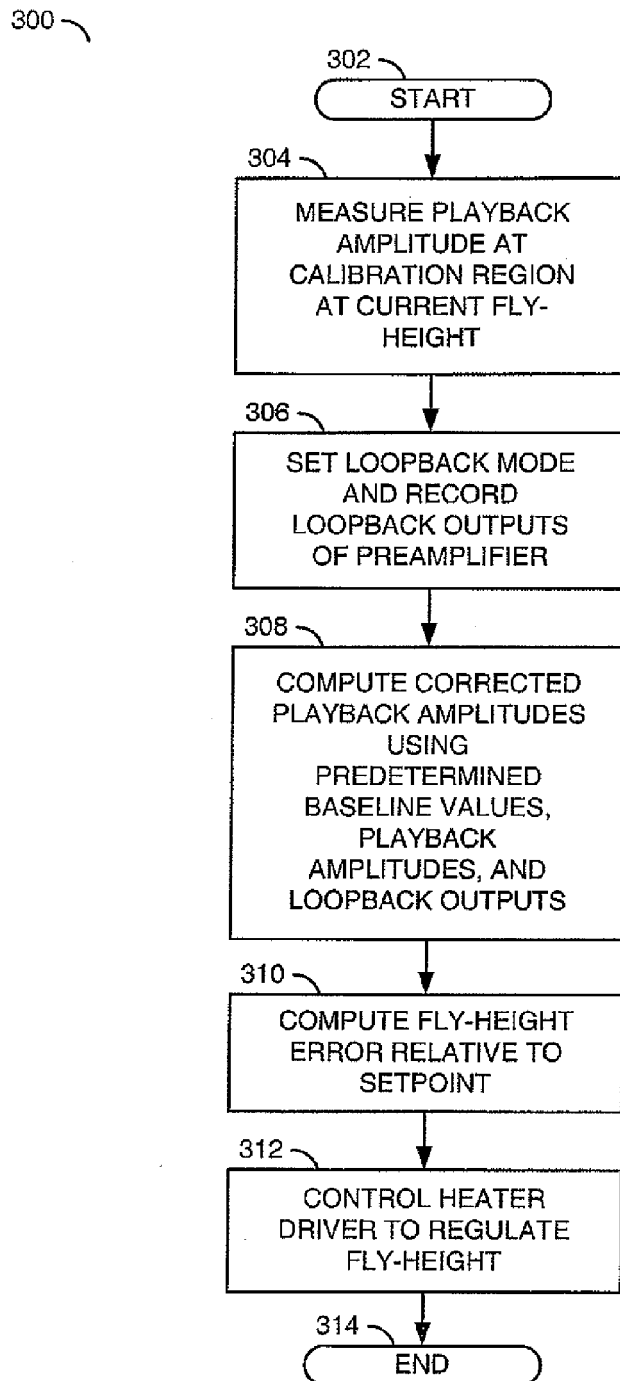 300
302
START
304
MEASURE PLAYBACK
AMPLITUDE AT
CALIBRATION REGION
AT CURRENT FLY-
HEIGHT
306
SET LOOPBACK MODE
AND RECORD
LOOPBACK OUTPUTS
OF PREAMPLIFIER
308
COMPUTE CORRECTED
PLAYBACK AMPLITUDES
USING
PREDETERMINED
BASELINE VALUES,
PLAYBACK
AMPLITUDES, AND
LOOPBACK OUTPUTS
310
COMPUTE FLY-HEIGHT
ERROR RELATIVE TO
SETPOINT
312
CONTROL HEATER
DRIVER TO REGULATE
FLY-HEIGHT
314
END